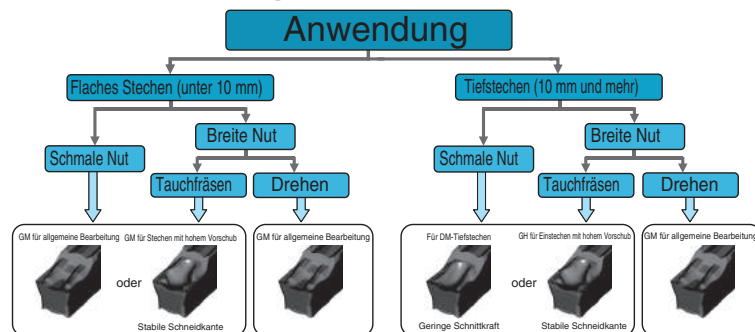 Anwendung
Flaches Stechen (unter 10 mm)
Tiefstechen (10 mm und mehr)
Schmale Nut
Breite Nut
Schmale Nut
Breite Nut
Tauchfräsen
Drehen
Tauchfräsen
Drehen
GM für allgemeine Bearbeitung
GM für Stechen mit hohem Vorschub
GM für allgemeine Bearbeitung
Für DM-Tiefstechen
GH für Einstechen mit hohem Vorschub
GM für allgemeine Bearbeitung
oder
oder
Stabile Schneidkante
Geringe Schnittkraft
Stabile Schneidkante